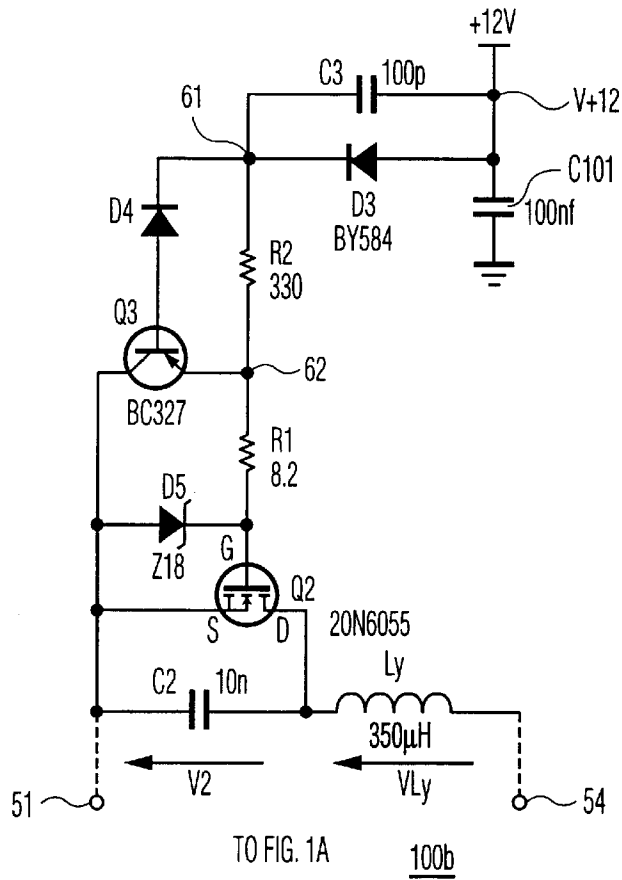 +12V
C3
100p
61
V+12
D4
D3
BY584
C101
100nf
R2
330
Q3
BC327
62
R1
8.2
D5
Z18
G
Q2
S
D
20N6055
C2
10n
Ly
350µH
V2
VLy
51
54
TO FIG. 1A
100b